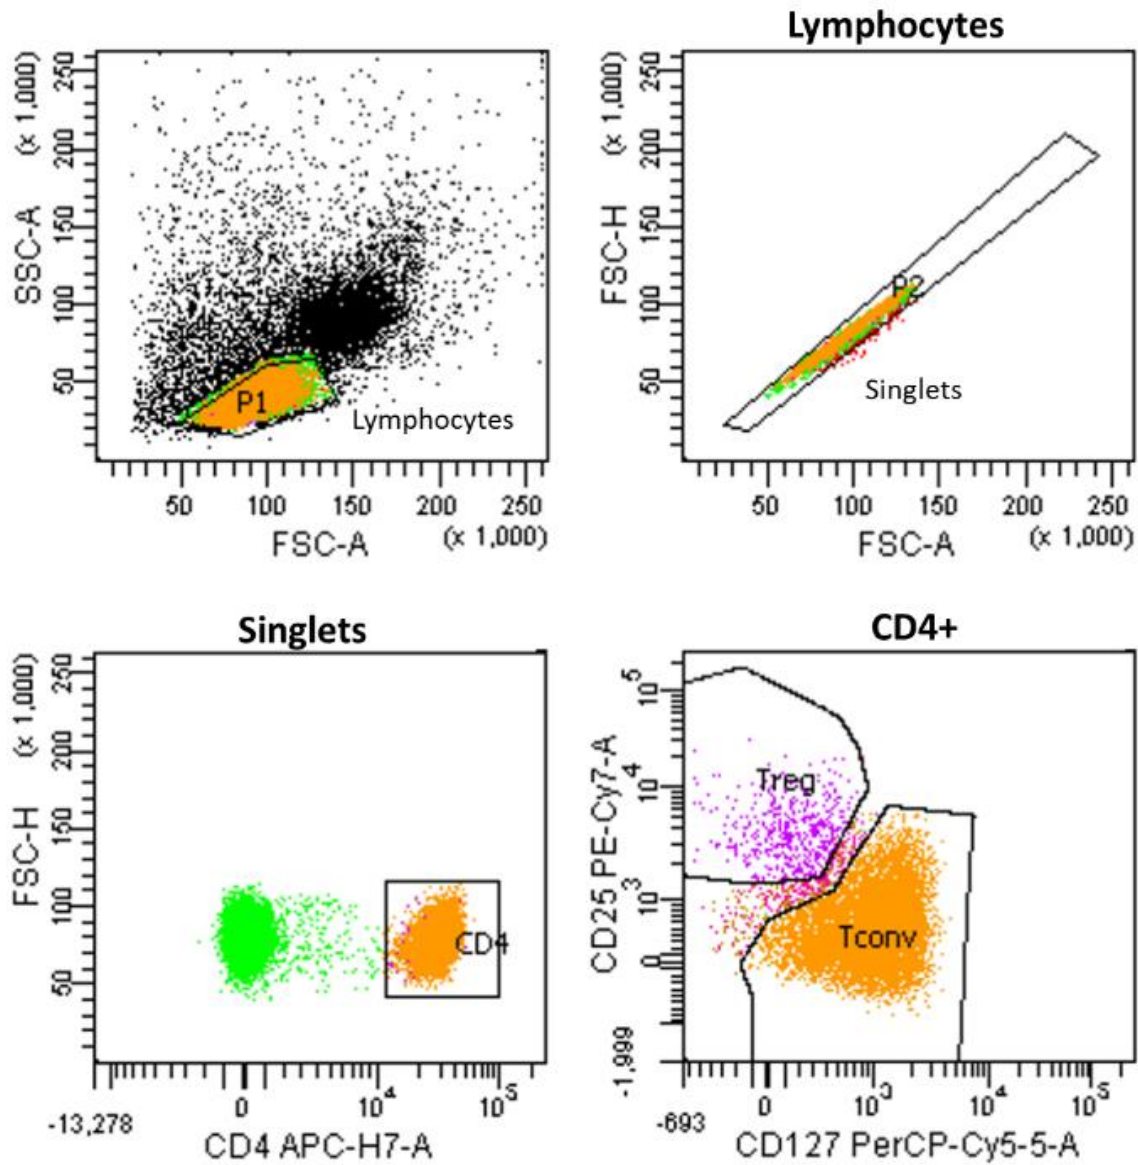 Lymphocytes
SSC-A (x 1,000)
250
200
150
100
50
P1
Lymphocytes
50 100 150 200 250
FSC-A (x 1,000)
FSC-H (x 1,000)
250
200
150
100
50
P2
Singlets
50 100 150 200 250
FSC-A (x 1,000)
Singlets
CD4+
FSC-H (x 1,000)
250
200
150
100
50
CD4
-13,278
0 10^4 10^5
CD4 APC-H7-A
CD25 PE-Cy7-A
10^5
10^4
10^3
0
-1,999
Treg
Tconv
-693
0 10^3 10^4 10^5
CD127 PerCP-Cy5-5-A